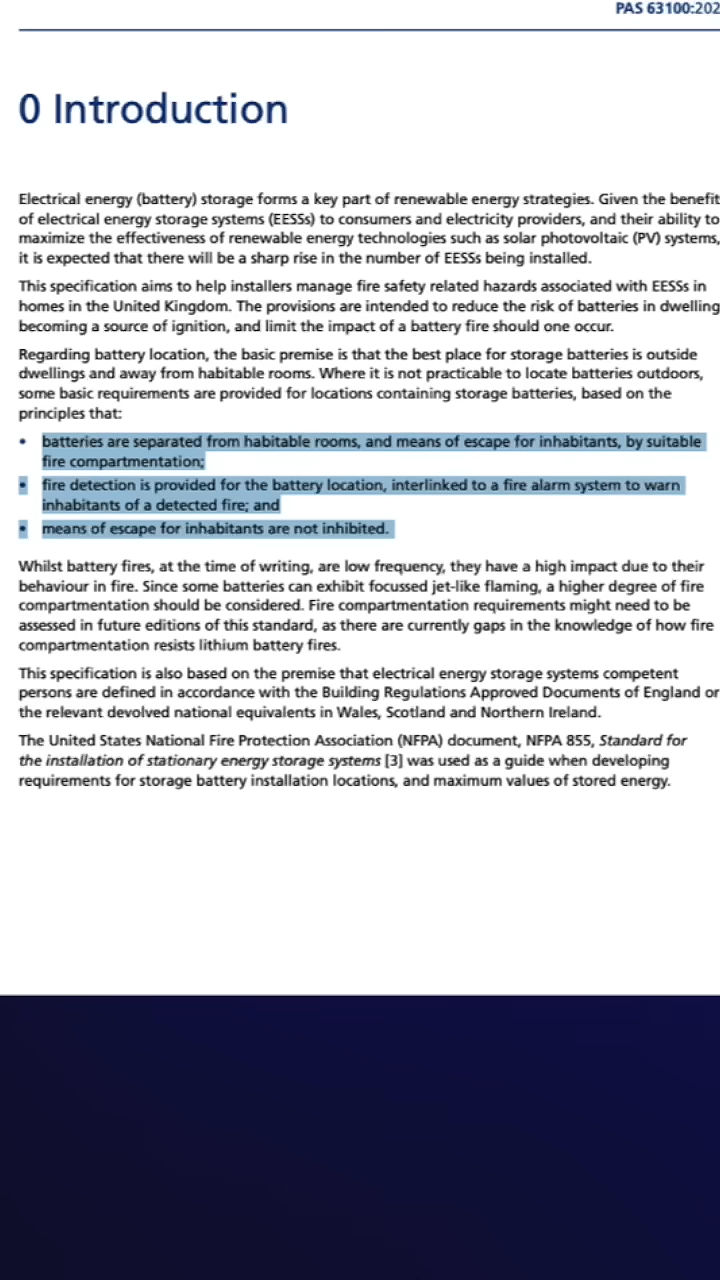 PAS 63100:202
0 Introduction
Electrical energy (battery) storage forms a key part of renewable energy strategies. Given the benefit
of electrical energy storage systems (EESSs) to consumers and electricity providers, and their ability to
maximize the effectiveness of renewable energy technologies such as solar photovoltaic (PV) systems,
it is expected that there will be a sharp rise in the number of EESSs being installed.
This specification aims to help installers manage fire safety related hazards associated with EESSs in
homes in the United Kingdom. The provisions are intended to reduce the risk of batteries in dwelling
becoming a source of ignition, and limit the impact of a battery fire should one occur.
Regarding battery location, the basic premise is that the best place for storage batteries is outside
dwellings and away from habitable rooms. Where it is not practicable to locate batteries outdoors,
some basic requirements are provided for locations containing storage batteries, based on the
principles that:
• batteries are separated from habitable rooms, and means of escape for inhabitants, by suitable
fire compartmentation;
• fire detection is provided for the battery location, interlinked to a fire alarm system to warn
inhabitants of a detected fire; and
• means of escape for inhabitants are not inhibited.
Whilst battery fires, at the time of writing, are low frequency, they have a high impact due to their
behaviour in fire. Since some batteries can exhibit focussed jet-like flaming, a higher degree of fire
compartmentation should be considered. Fire compartmentation requirements might need to be
assessed in future editions of this standard, as there are currently gaps in the knowledge of how fire
compartmentation resists lithium battery fires.
This specification is also based on the premise that electrical energy storage systems competent
persons are defined in accordance with the Building Regulations Approved Documents of England or
the relevant devolved national equivalents in Wales, Scotland and Northern Ireland.
The United States National Fire Protection Association (NFPA) document, NFPA 855, Standard for
the installation of stationary energy storage systems [3] was used as a guide when developing
requirements for storage battery installation locations, and maximum values of stored energy.